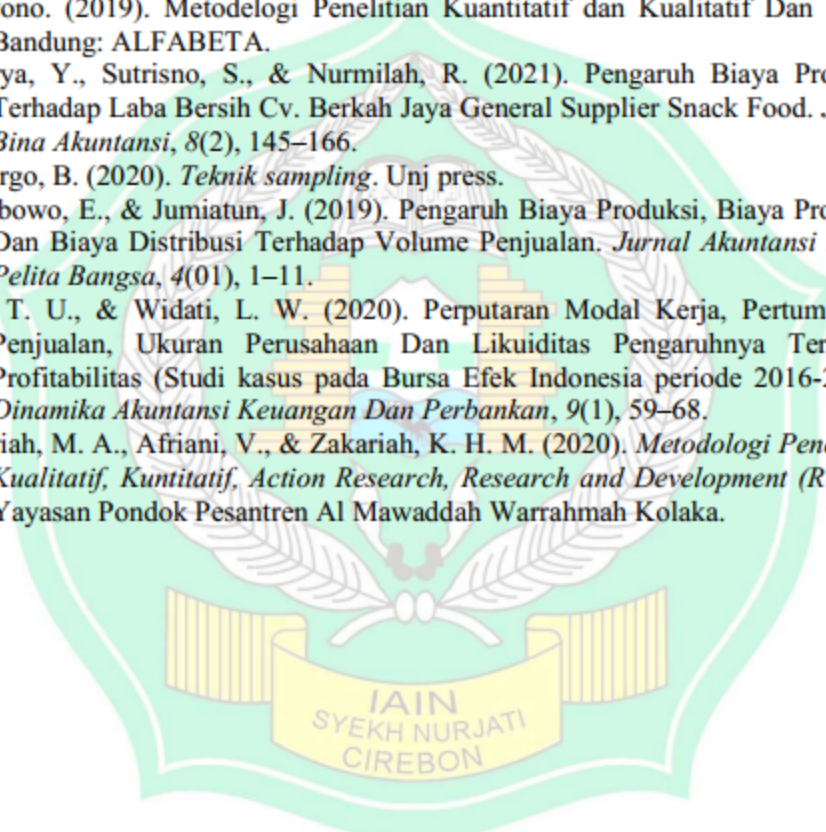 ono. (2019). Metodelogi Penelitian Kuantitatif dan Kualitatif Dan
Bandung: ALFABETA.
ya, Y., Sutrisno, S., & Nurmilah, R. (2021). Pengaruh Biaya Pro
Terhadap Laba Bersih Cv. Berkah Jaya General Supplier Snack Food.
Bina Akuntansi, 8(2), 145–166.
rgo, B. (2020). Teknik sampling. Unj press.
bowo, E., & Jumiatun, J. (2019). Pengaruh Biaya Produksi, Biaya Pro
Dan Biaya Distribusi Terhadap Volume Penjualan. Jurnal Akuntansi
Pelita Bangsa, 4(01), 1–11.
T. U., & Widati, L. W. (2020). Perputaran Modal Kerja, Pertum
Penjualan, Ukuran Perusahaan Dan Likuiditas Pengaruhnya Ter
Profitabilitas (Studi kasus pada Bursa Efek Indonesia periode 2016-2
Dinamika Akuntansi Keuangan Dan Perbankan, 9(1), 59–68.
iah, M. A., Afriani, V., & Zakariah, K. H. M. (2020). Metodologi Pene
Kualitatif, Kuntitatif, Action Research, Research and Development (R
Yayasan Pondok Pesantren Al Mawaddah Warrahmah Kolaka.
IAIN
SYEKH NURJATI
CIREBON